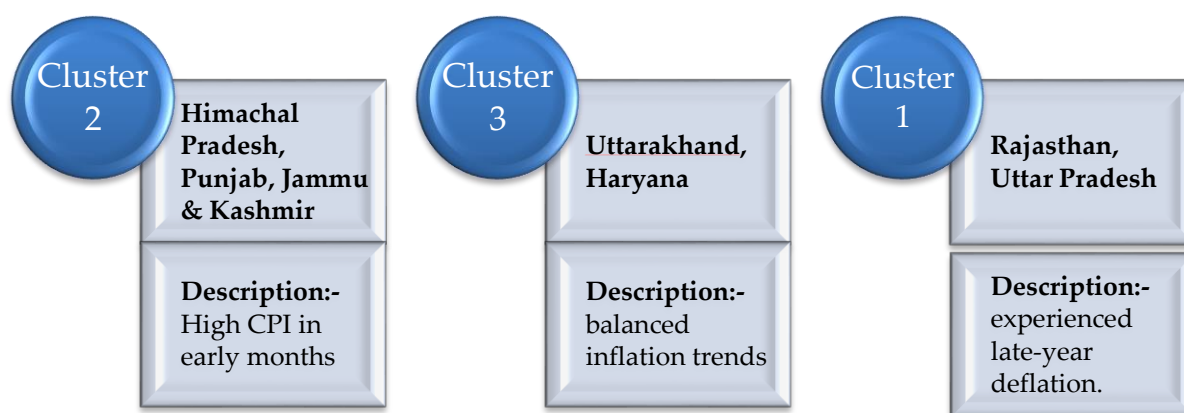 Cluster
2
Himachal
Pradesh,
Punjab, Jammu
& Kashmir
Description:-
High CPI in
early months
Cluster
3
Uttarakhand,
Haryana
Description:-
balanced
inflation trends
Cluster
1
Rajasthan,
Uttar Pradesh
Description:-
experienced
late-year
deflation.